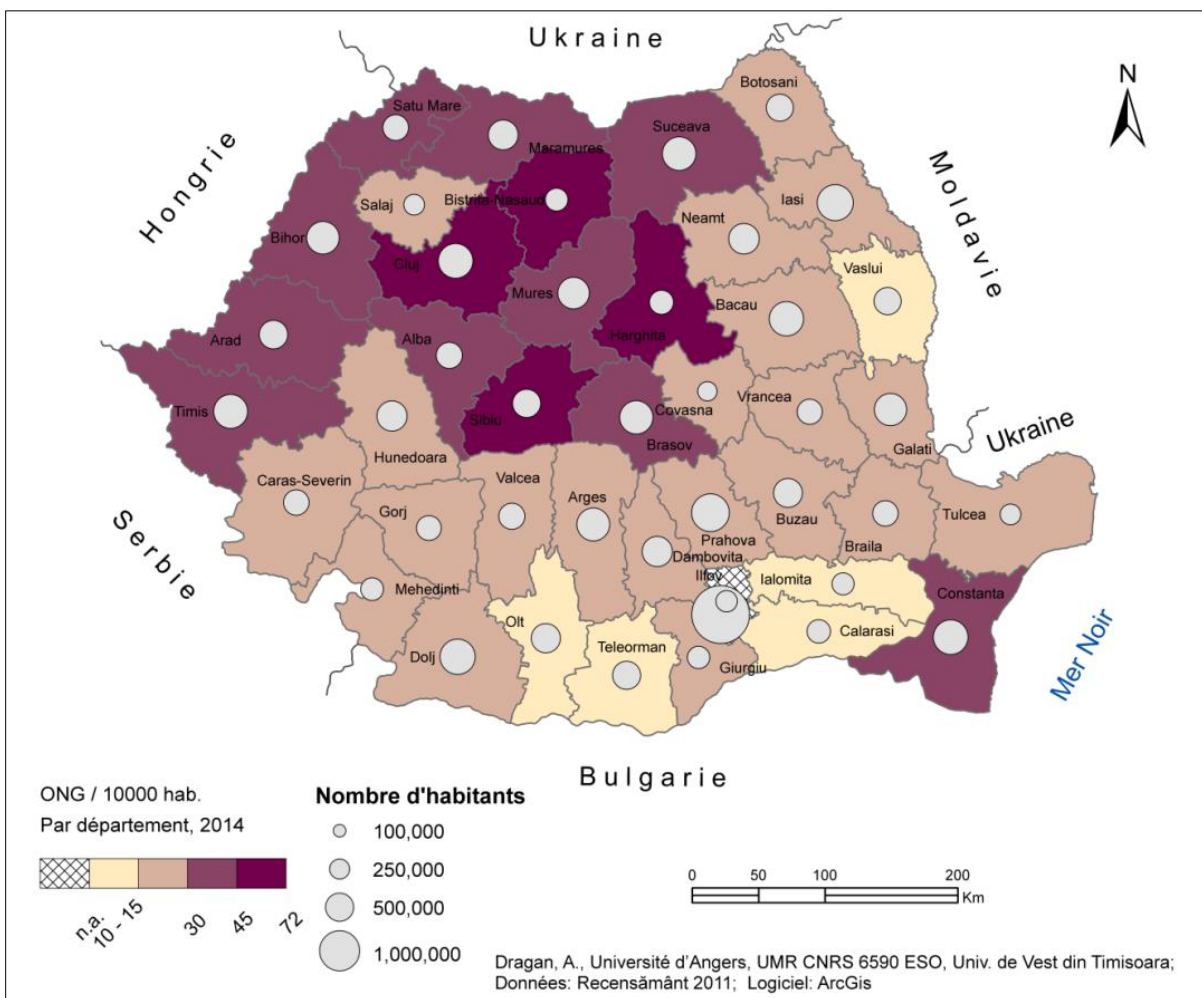 Ukraine
Botosani
N
Satu Mare
Suceava
Maramures
Hongrie
Moldavie
Salaj
Bistrita-Nasaud
Iasi
Neamt
Bihor
Cluj
Vaslui
Mures
Bacau
Harghita
Arad
Alba
Timis
Sibiu
Covasna
Vrancea
Brasov
Galati
Ukraine
Hunedoara
Caras-Severin
Valcea
Arges
Gorj
Buzau
Tulcea
Prahova
Braila
Serbie
Dambovita
Ilfov
Ialomita
Mehedinti
Constanta
Olt
Calarasi
Teleorman
Dolj
Giurgiu
Mer Noir
Bulgarie
ONG / 10000 hab.
Par département, 2014
n.a.
10 - 15
30
45
72
Nombre d'habitants
100,000
250,000
500,000
1,000,000
0 50 100 200
Km
Dragan, A., Université d'Angers, UMR CNRS 6590 ESO, Univ. de Vest din Timisoara;
Données: Recensământ 2011; Logiciel: ArcGis